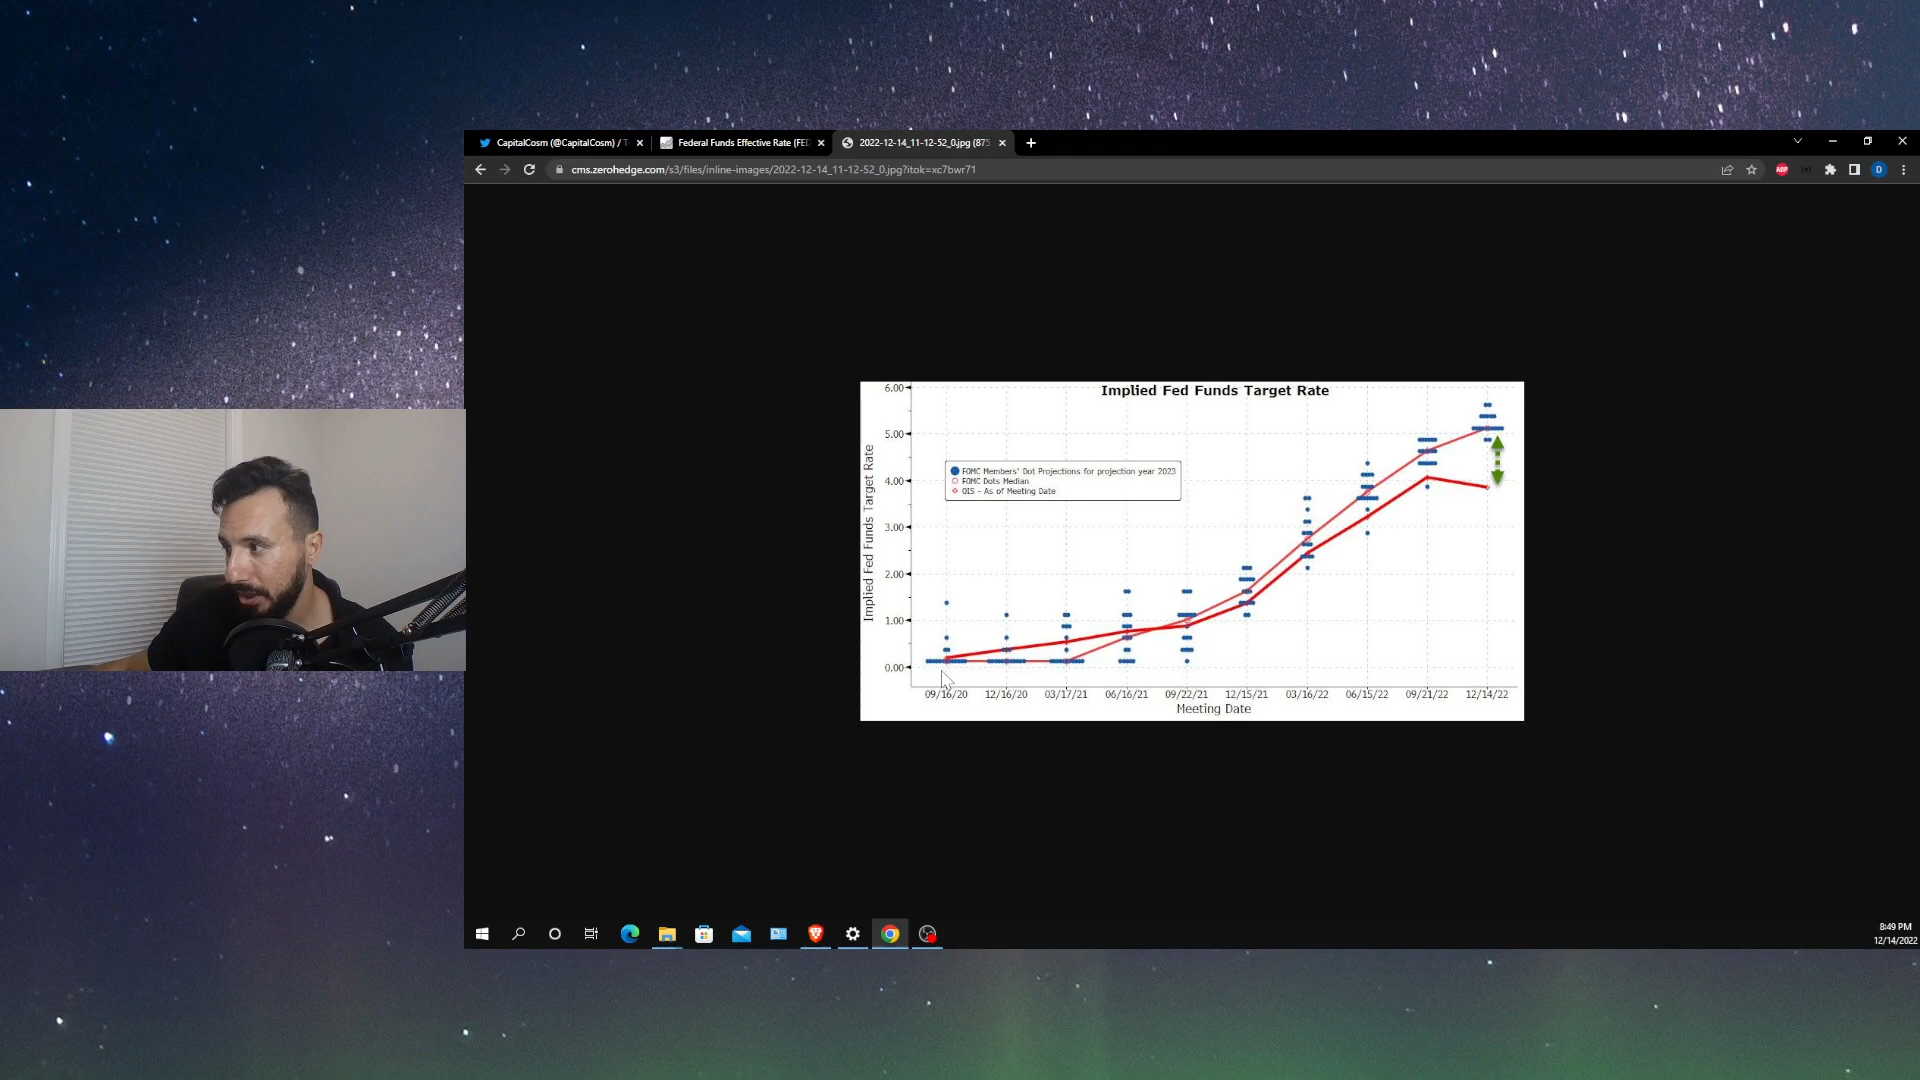 CapitalCosm (@CapitalCosm) / T
Federal Funds Effective Rate (FED
2022-12-14_11-12-52_0.jpg (875
cms.zerohedge.com/s3/files/inline-images/2022-12-14_11-12-52_0.jpg?itok=xc7bwr71
ABP
D
Implied Fed Funds Target Rate
Implied Fed Funds Target Rate
6.00
5.00
4.00
3.00
2.00
1.00
0.00
FOMC Members' Dot Projections for projection year 2023
FOMC Dots Median
OIS - As of Meeting Date
09/16/20 12/16/20 03/17/21 06/16/21 09/22/21 12/15/21 03/16/22 06/15/22 09/21/22 12/14/22
Meeting Date
8:49 PM
12/14/2022